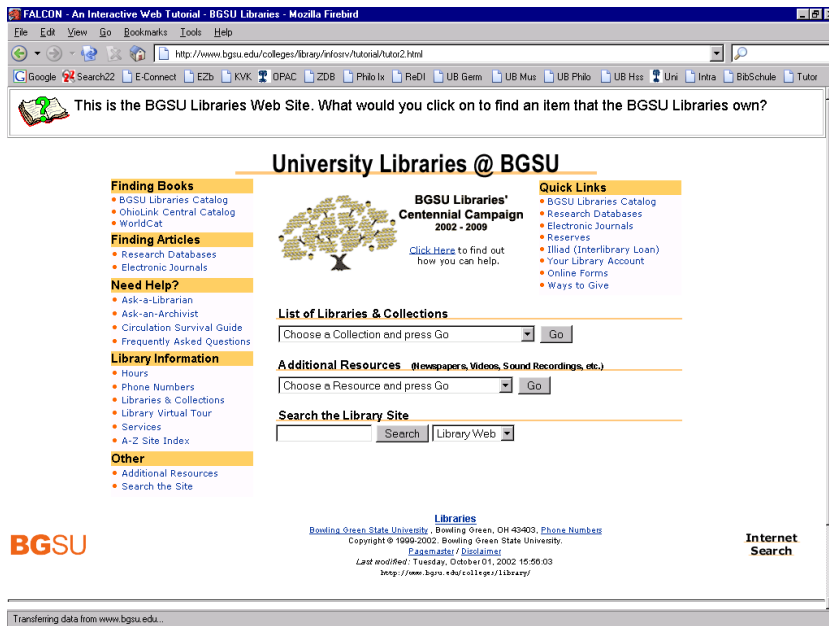 FALCON - An Interactive Web Tutorial - BGSU Libraries - Mozilla Firebird
File Edit View Go Bookmarks Tools Help
http://www.bgsu.edu/colleges/library/infosrv/tutorial/tutor2.html
Google Search22 E-Connect EZb KVK OPAC ZDB Philo Ix ReDI UB Germ UB Mus UB Philo UB Hss Uni Intra BibSchule Tutor
This is the BGSU Libraries Web Site. What would you click on to find an item that the BGSU Libraries own?
University Libraries @ BGSU
Finding Books
BGSU Libraries Catalog
OhioLink Central Catalog
WorldCat
Finding Articles
Research Databases
Electronic Journals
Need Help?
Ask-a-Librarian
Ask-an-Archivist
Circulation Survival Guide
Frequently Asked Questions
Library Information
Hours
Phone Numbers
Libraries & Collections
Library Virtual Tour
Services
A-Z Site Index
Other
Additional Resources
Search the Site
BGSU Libraries'
Centennial Campaign
2002 - 2009
Click Here to find out
how you can help.
Quick Links
BGSU Libraries Catalog
Research Databases
Electronic Journals
Reserves
Illiad (Interlibrary Loan)
Your Library Account
Online Forms
Ways to Give
List of Libraries & Collections
Choose a Collection and press Go Go
Additional Resources (Newspapers, Videos, Sound Recordings, etc.)
Choose a Resource and press Go Go
Search the Library Site
Search Library Web
Libraries
Bowling Green State University , Bowling Green, OH 43403, Phone Numbers
Copyright © 1999-2002. Bowling Green State University.
Pagemaster / Disclaimer
Last modified: Tuesday, October 01, 2002 15:56:03
http://www.bgsu.edu/colleges/library/
BGSU
Internet
Search
Transferring data from www.bgsu.edu...